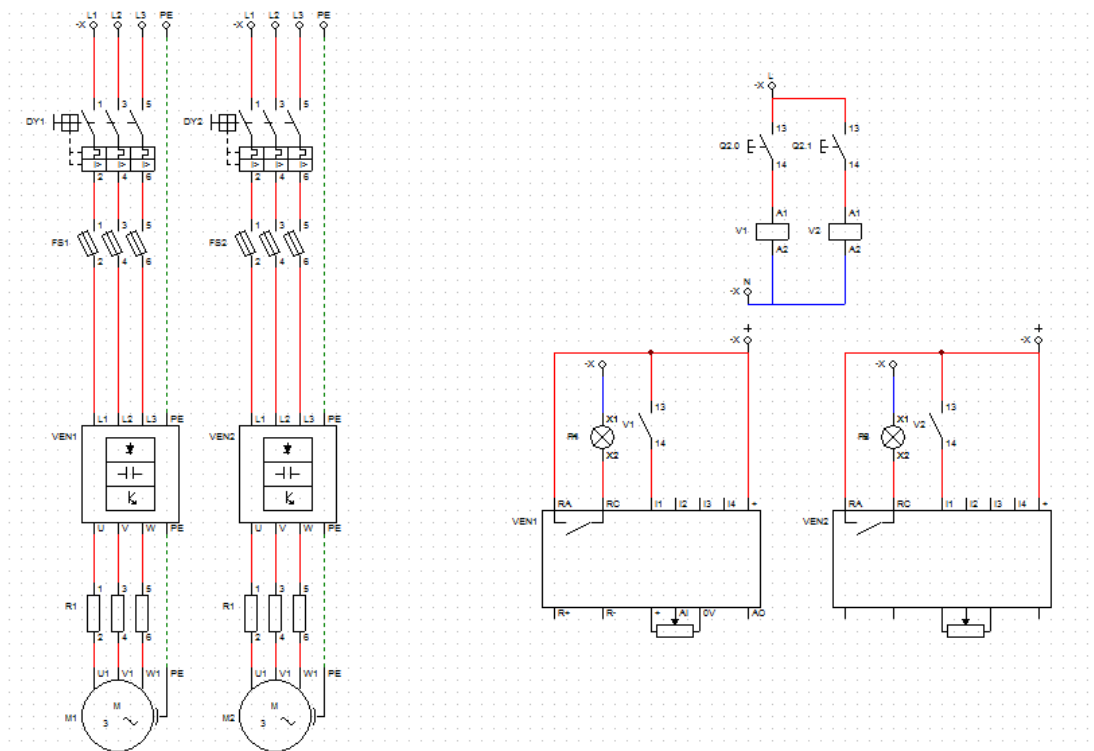 L1 L2 L3 PE L1 L2 L3 PE
-X -X
1 3 5 1 3 5
DY1 DY2
I> I> I> I> I> I>
2 4 6 2 4 6
1 3 5 1 3 5
FS1 FS2
2 4 6 2 4 6
L1 L2 L3 PE L1 L2 L3 PE
VEN1 VEN2
U V W PE U V W PE
1 3 5 1 3 5
R1 R1
2 4 6 2 4 6
U1 V1 W1 PE U1 V1 W1 PE
M M
M1 3 M2 3
L
-X
13 13
Q2.0 Q2.1
14 14
A1 A1
V1 V2
A2 A2
N
-X
+ +
-X -X
-X -X
13 13
X1 V1 X1 V2
X2 14 X2 14
RA RC I1 I2 I3 I4 + RA RC I1 I2 I3 I4 +
VEN1 VEN2
R+ R- + AI 0V AO